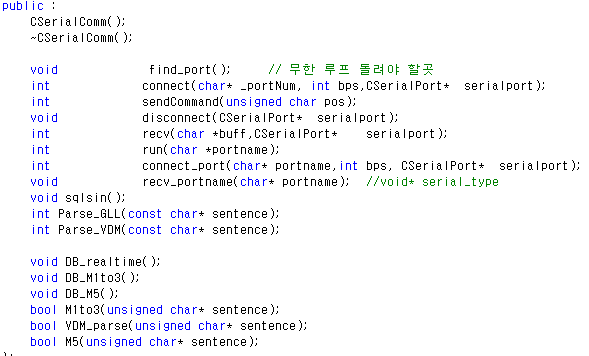 public :
CSerialComm();
~CSerialComm();
void find_port(); // 무한 루프 돌려야 할곳
int connect(char* _portNum, int bps,CSerialPort* serialport);
int sendCommand(unsigned char pos);
void disconnect(CSerialPort* serialport);
int recv(char *buff,CSerialPort* serialport);
int run(char *portname);
int connect_port(char* portname,int bps, CSerialPort* serialport);
void recv_portname(char* portname); //void* serial_type
void sqlsin();
int Parse_GLL(const char* sentence);
int Parse_VDM(const char* sentence);
void DB_realtime();
void DB_M1to3();
void DB_M5();
bool M1to3(unsigned char* sentence);
bool VDM_parse(unsigned char* sentence);
bool M5(unsigned char* sentence);